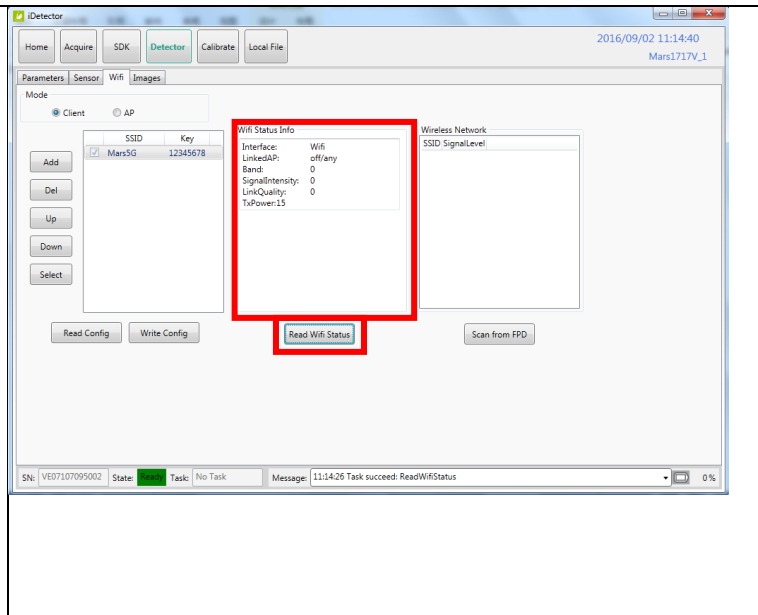 iDetector
Home Acquire SDK Detector Calibrate Local File
2016/09/02 11:14:40
Mars1717V_1
Parameters Sensor Wifi Images
Mode
Client AP
SSID Key
Mars5G 12345678
Add
Del
Up
Down
Select
Read Config Write Config
Wifi Status Info
Interface: Wifi
LinkedAP: off/any
Band: 0
SignalIntensity: 0
LinkQuality: 0
TxPower:15
Read Wifi Status
Wireless Network
SSID SignalLevel
Scan from FPD
SN: VE07107095002 State: Ready Task: No Task Message: 11:14:26 Task succeed: ReadWifiStatus 0%